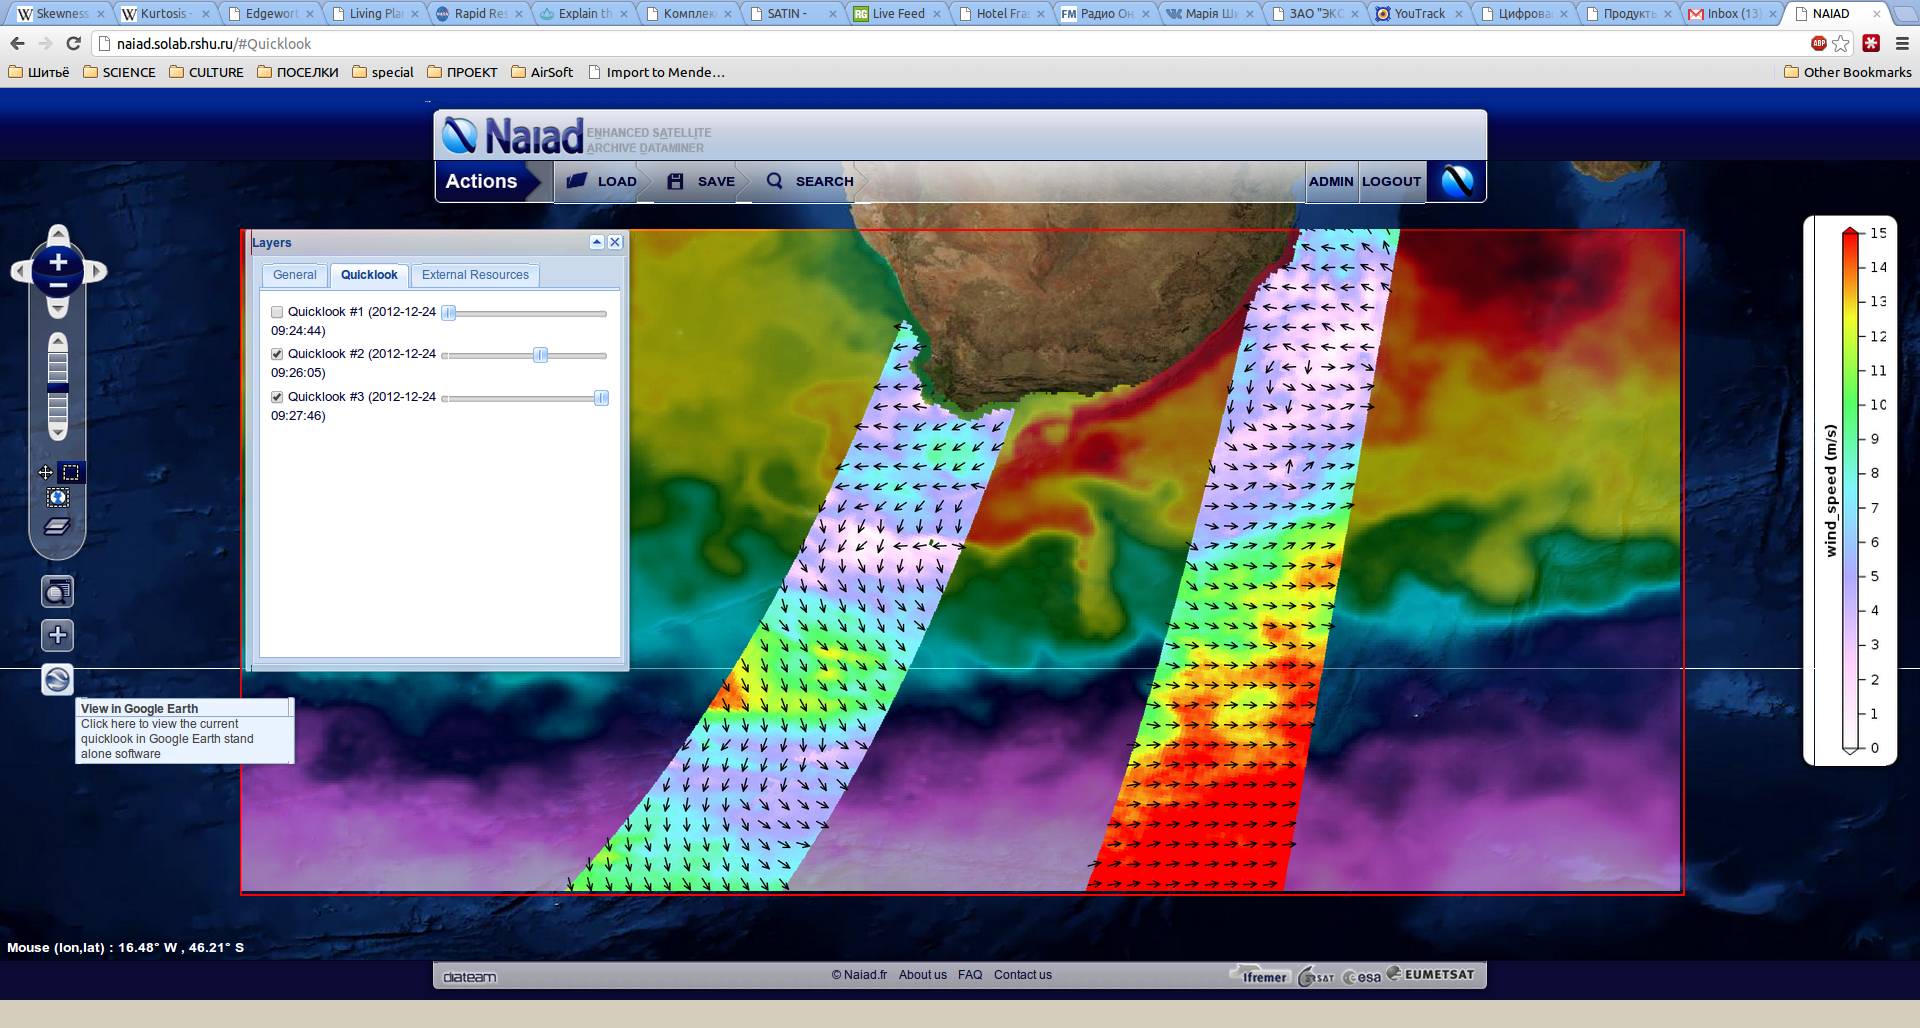 Skewness
Kurtosis -
Edgewort
Living Pla
Rapid Res
Explain th
Комплек
SATIN -
Live Feed
Hotel Fra
Радио Он
Марія Ш
ЗАО "ЭКО
YouTrack
Цифрова
Продукть
Inbox (13)
NAIAD
naiad.solab.rshu.ru/#Quicklook
ABP
Шитьё
SCIENCE
CULTURE
ПОСЕЛКИ
special
ПРОЕКТ
AirSoft
Import to Mende…
Other Bookmarks
Naiad
ENHANCED SATELLITE
ARCHIVE DATAMINER
Actions
LOAD
SAVE
SEARCH
ADMIN
LOGOUT
Layers
General
Quicklook
External Resources
Quicklook #1 (2012-12-24
09:24:44)
Quicklook #2 (2012-12-24
09:26:05)
Quicklook #3 (2012-12-24
09:27:46)
View in Google Earth
Click here to view the current
quicklook in Google Earth stand
alone software
15
14
13
12
11
10
9
8
7
6
5
4
3
2
1
0
wind_speed (m/s)
Mouse (lon,lat) : 16.48° W , 46.21° S
diateam
© Naiad.fr
About us
FAQ
Contact us
Ifremer
CERSAT
esa
EUMETSAT